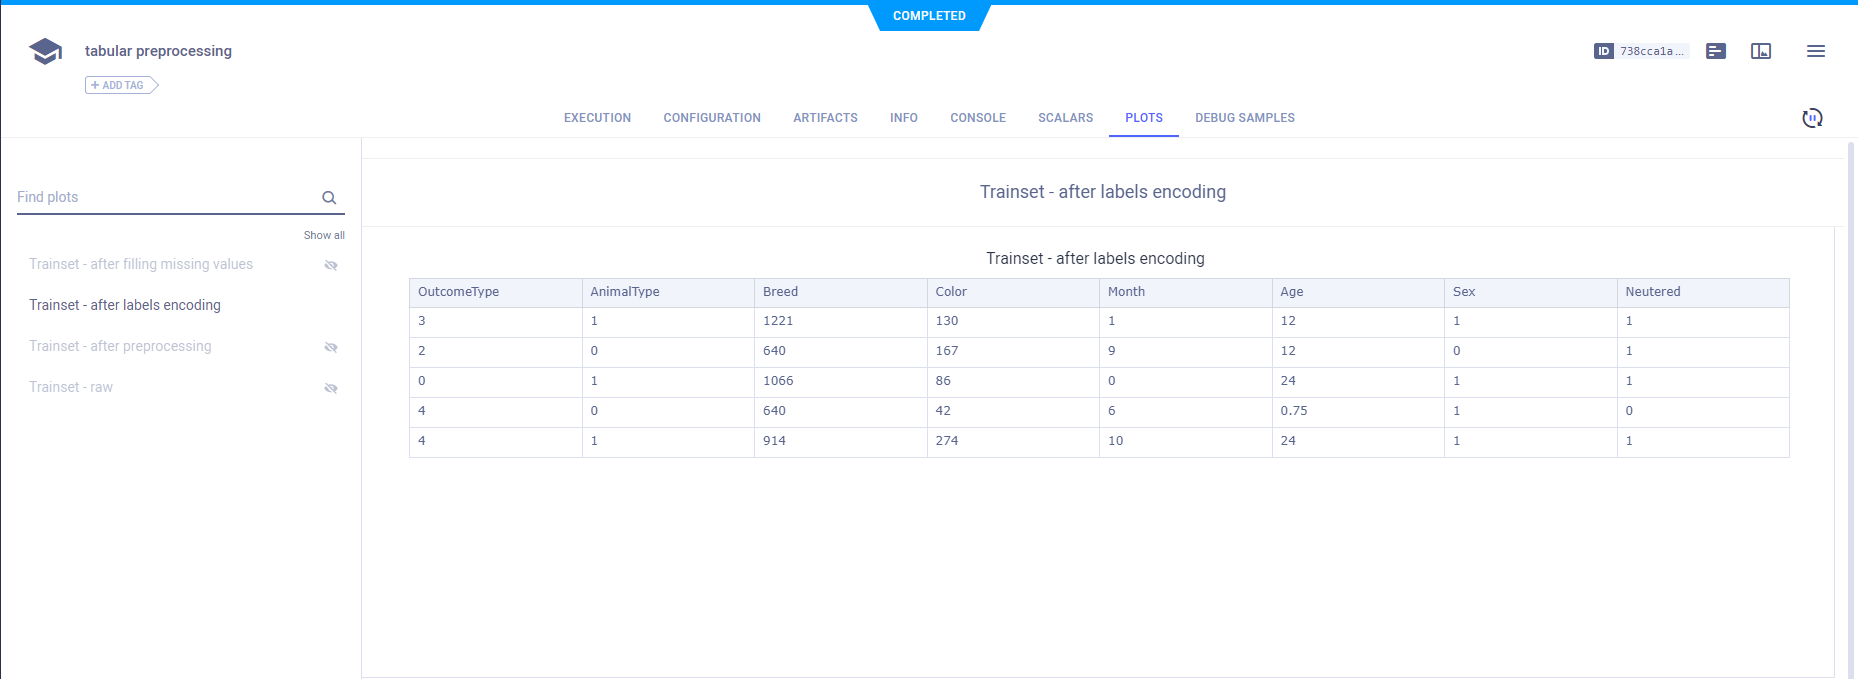 COMPLETED
tabular preprocessing
ID 738cca1a...
+ ADD TAG
EXECUTION CONFIGURATION ARTIFACTS INFO CONSOLE SCALARS PLOTS DEBUG SAMPLES
Find plots
Show all
Trainset - after filling missing values
Trainset - after labels encoding
Trainset - after preprocessing
Trainset - raw
Trainset - after labels encoding
Trainset - after labels encoding
OutcomeType AnimalType Breed Color Month Age Sex Neutered
3 1 1221 130 1 12 1 1
2 0 640 167 9 12 0 1
0 1 1066 86 0 24 1 1
4 0 640 42 6 0.75 1 0
4 1 914 274 10 24 1 1